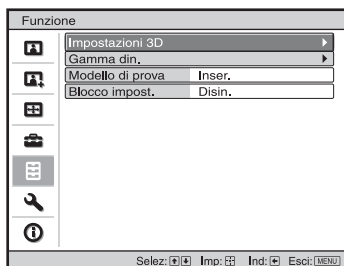 Funzione
Impostazioni 3D
Gamma din.
Modello di prova Inser.
Blocco impost. Disin.
Selez: Imp: Ind: Esci: MENU